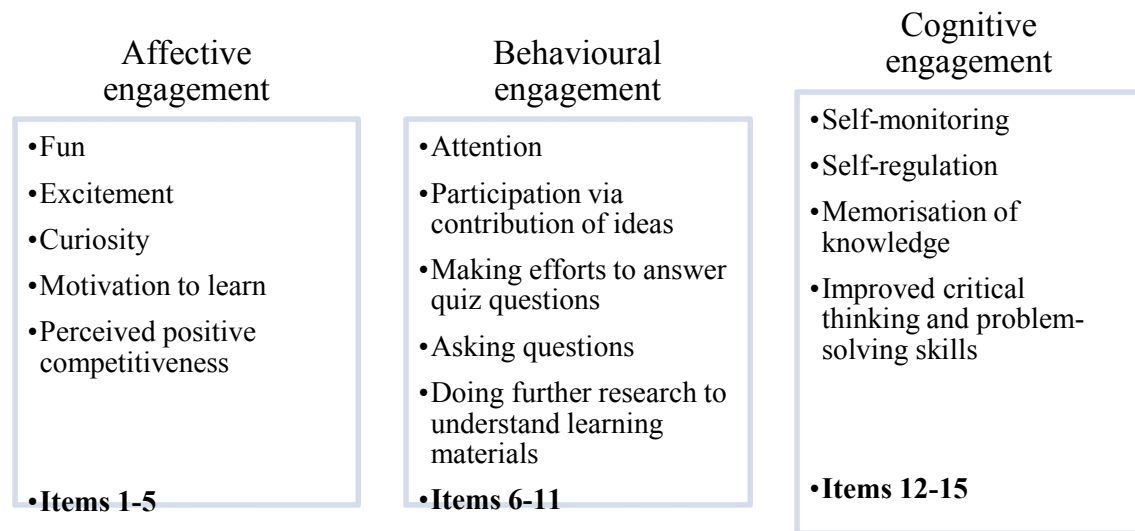 Affective
engagement
•Fun
•Excitement
•Curiosity
•Motivation to learn
•Perceived positive
competitiveness
•Items 1-5
Behavioural
engagement
•Attention
•Participation via
contribution of ideas
•Making efforts to answer
quiz questions
•Asking questions
•Doing further research to
understand learning
materials
•Items 6-11
Cognitive
engagement
•Self-monitoring
•Self-regulation
•Memorisation of
knowledge
•Improved critical
thinking and problem-
solving skills
•Items 12-15